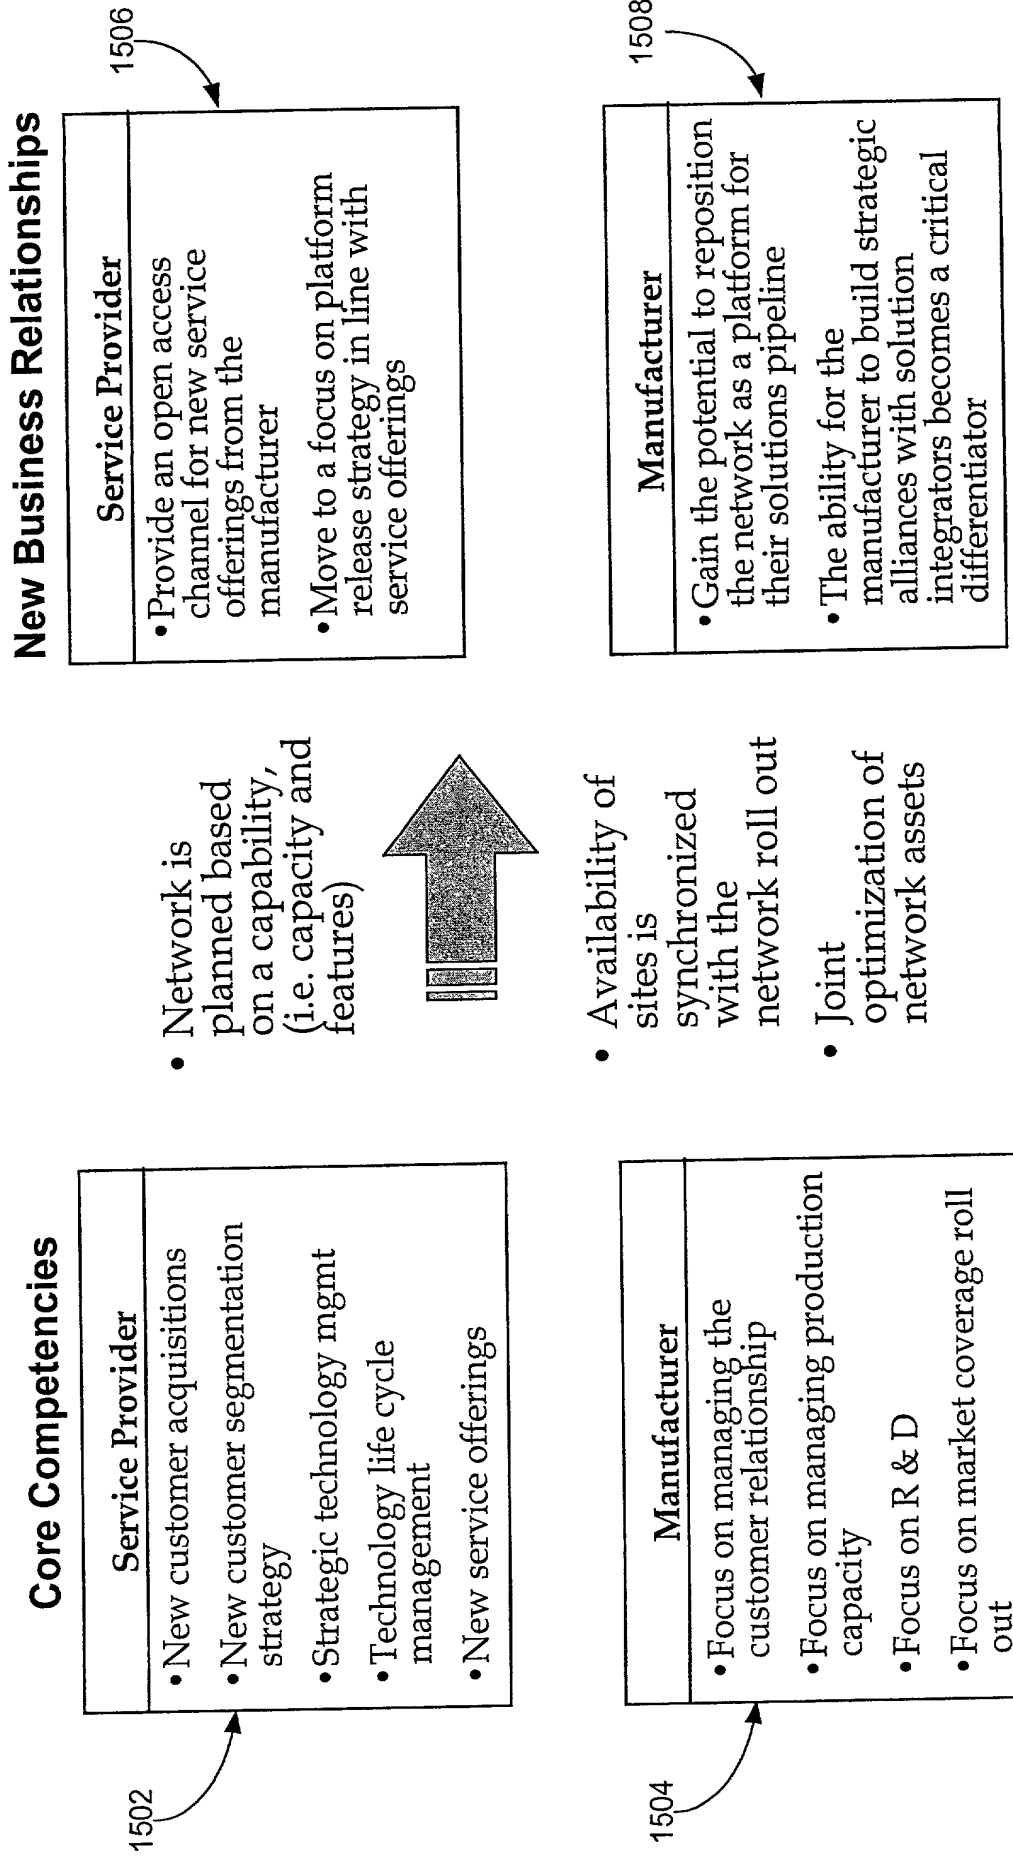 Core Competencies
1502
Service Provider
•New customer acquisitions
•New customer segmentation
strategy
•Strategic technology mgmt
•Technology life cycle
management
•New service offerings
1504
Manufacturer
•Focus on managing the
customer relationship
•Focus on managing production
capacity
•Focus on R & D
•Focus on market coverage roll
out
• Network is
planned based
on a capability,
(i.e. capacity and
features)
• Availability of
sites is
synchronized
with the
network roll out
• Joint
optimization of
network assets
New Business Relationships
1506
Service Provider
•Provide an open access
channel for new service
offerings from the
manufacturer
•Move to a focus on platform
release strategy in line with
service offerings
1508
Manufacturer
•Gain the potential to reposition
the network as a platform for
their solutions pipeline
•The ability for the
manufacturer to build strategic
alliances with solution
integrators becomes a critical
differentiator